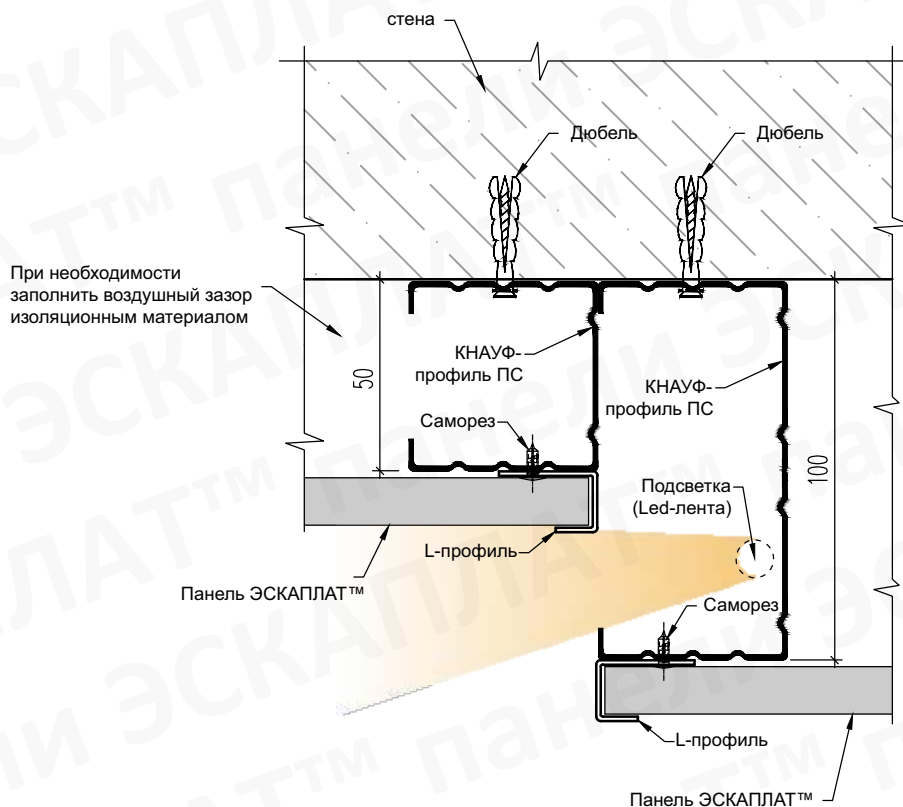 стена
Дюбель
Дюбель
При необходимости
заполнить воздушный зазор
изоляционным материалом
50
КНАУФ-
профиль ПС
КНАУФ-
профиль ПС
Саморез
100
Подсветка
(Led-лента)
L-профиль
Панель ЭСКАПЛАТ™
Саморез
L-профиль
Панель ЭСКАПЛАТ™